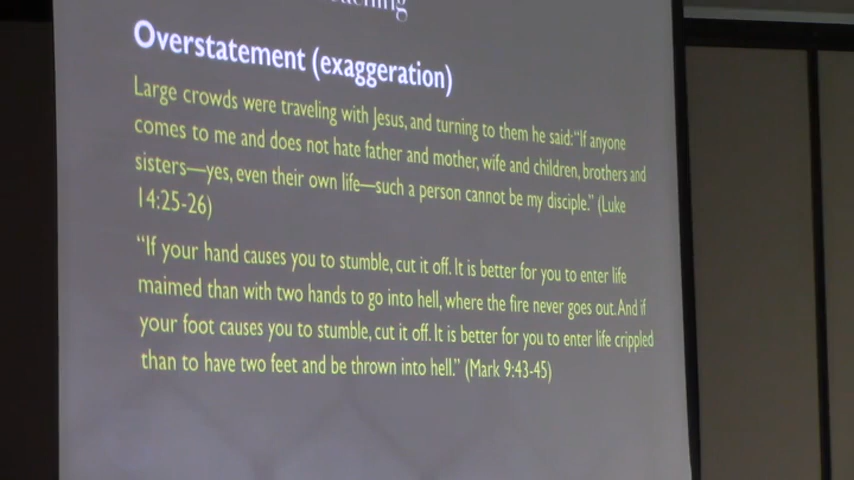 Overstatement (exaggeration)
Large crowds were traveling with Jesus, and turning to them he said: "If anyone
comes to me and does not hate father and mother, wife and children, brothers and
sisters—yes, even their own life—such a person cannot be my disciple." (Luke
14:25-26)
"If your hand causes you to stumble, cut it off. It is better for you to enter life
maimed than with two hands to go into hell, where the fire never goes out. And if
your foot causes you to stumble, cut it off. It is better for you to enter life crippled
than to have two feet and be thrown into hell." (Mark 9:43-45)